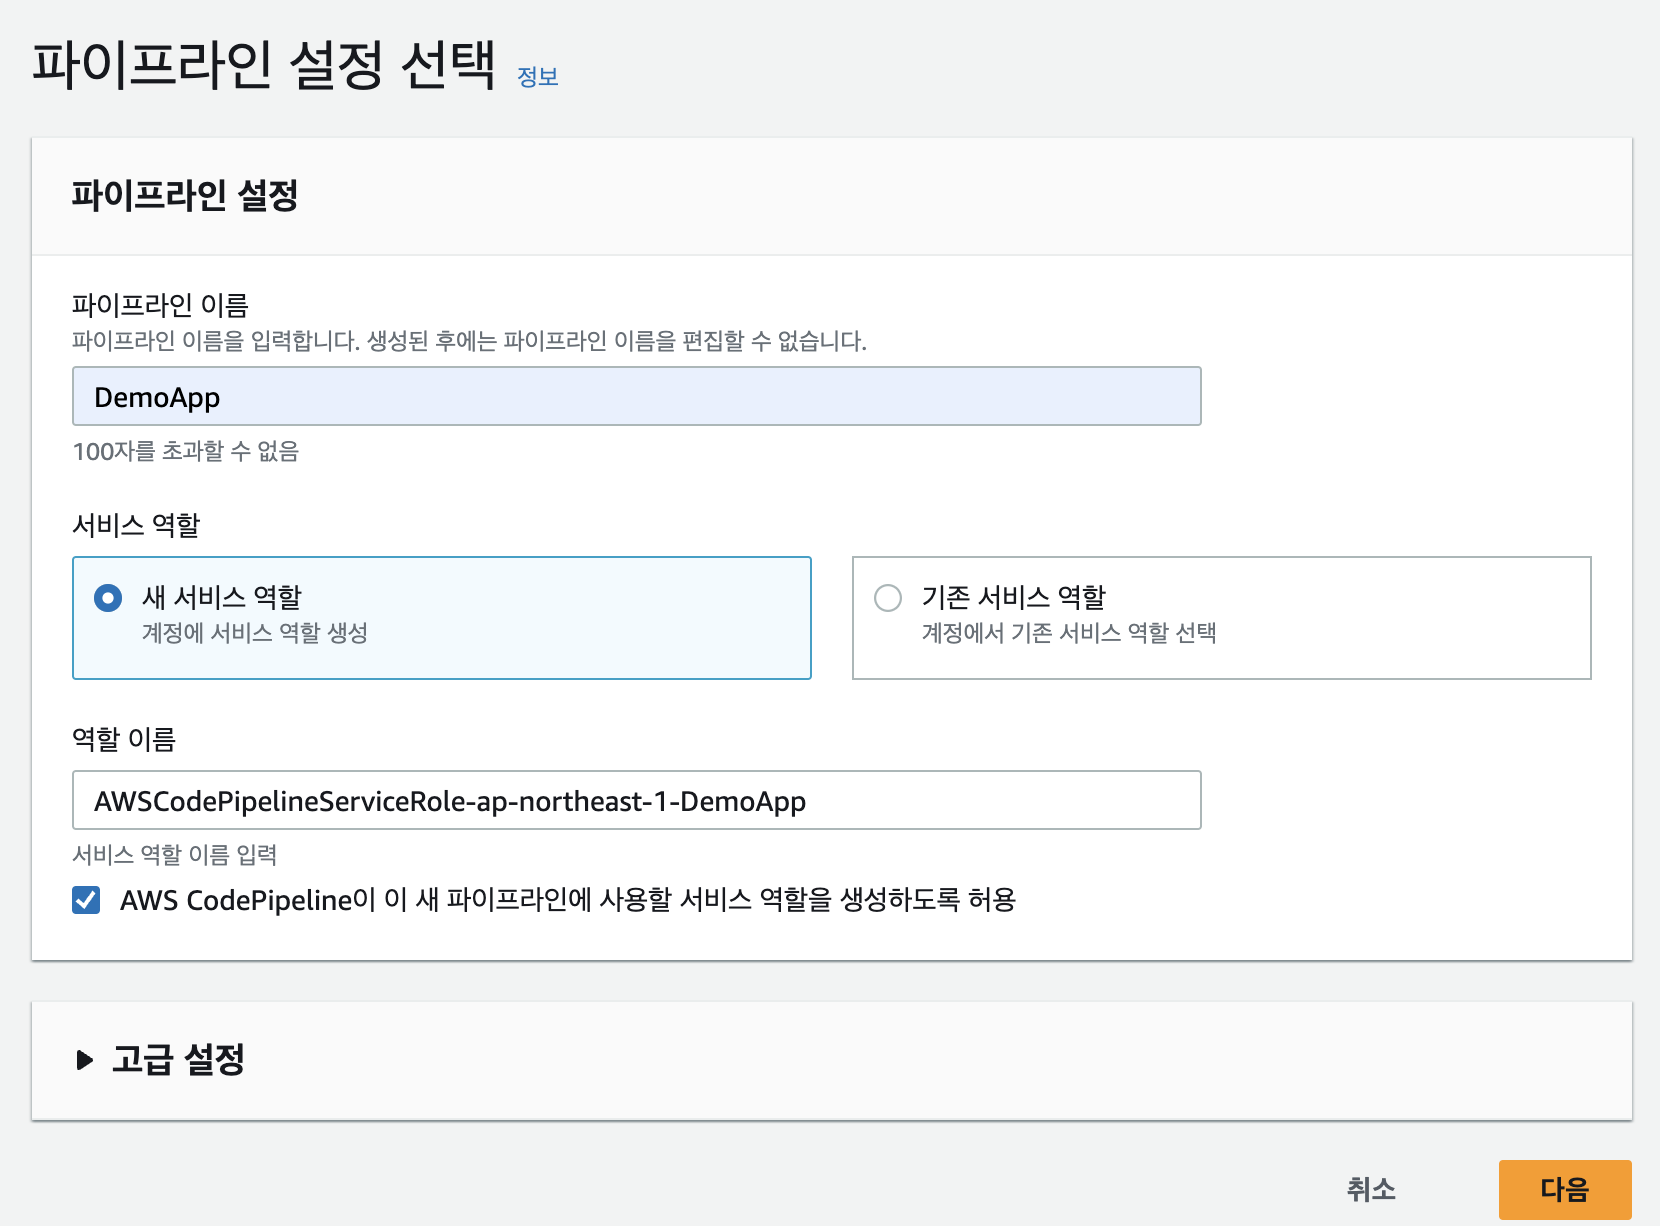 파이프라인 설정 선택 정보
파이프라인 설정
파이프라인 이름
파이프라인 이름을 입력합니다. 생성된 후에는 파이프라인 이름을 편집할 수 없습니다.
DemoApp
100자를 초과할 수 없음
서비스 역할
새 서비스 역할
계정에 서비스 역할 생성
기존 서비스 역할
계정에서 기존 서비스 역할 선택
역할 이름
AWSCodePipelineServiceRole-ap-northeast-1-DemoApp
서비스 역할 이름 입력
AWS CodePipeline이 이 새 파이프라인에 사용할 서비스 역할을 생성하도록 허용
고급 설정
취소 다음